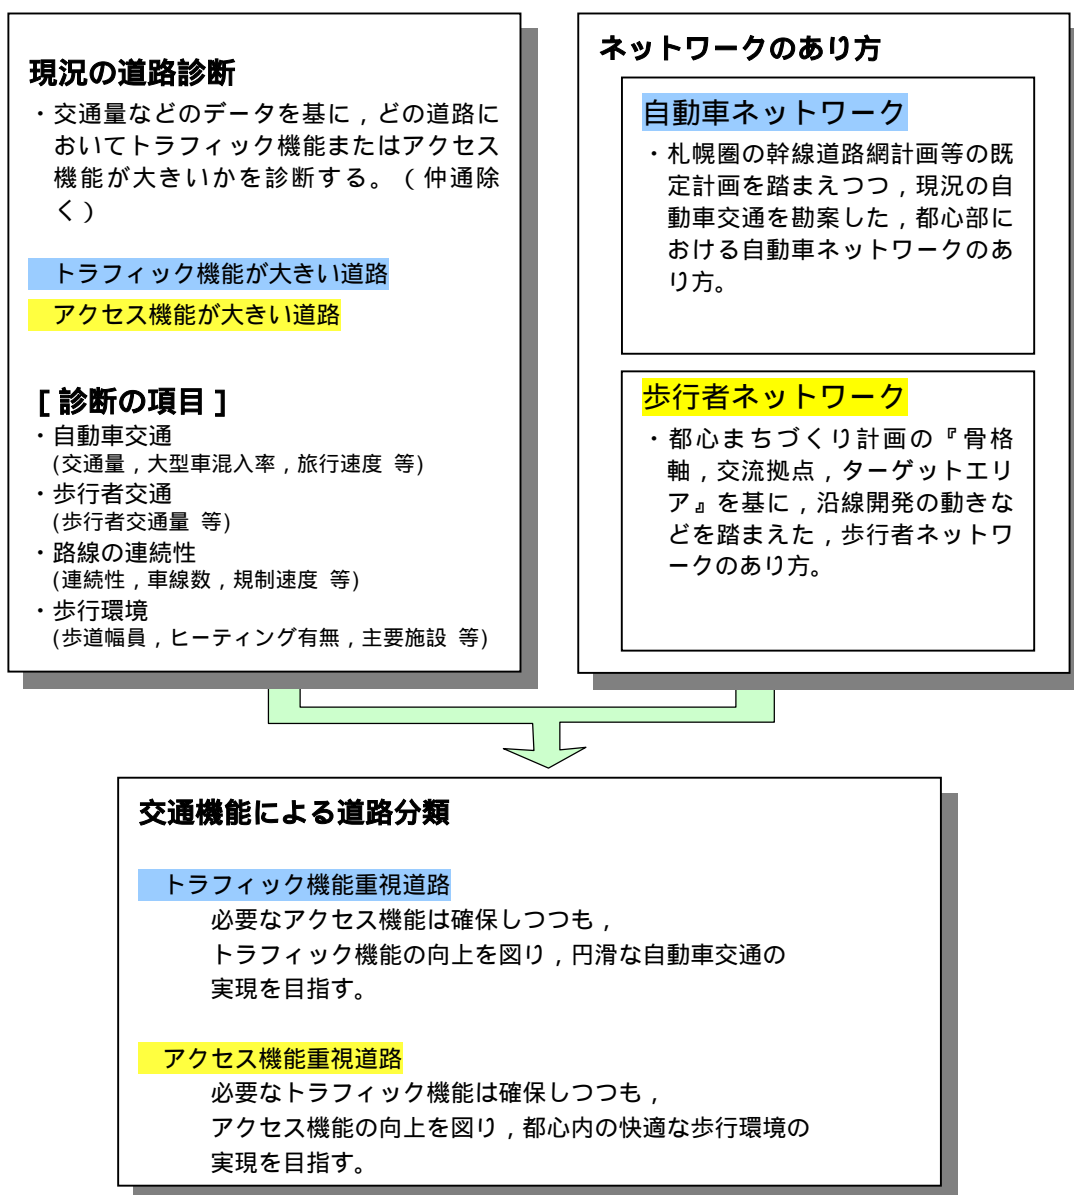 現況の道路診断
・交通量などのデータを基に，どの道路に
おいてトラフィック機能またはアクセス
機能が大きいかを診断する。（仲通除
く）
トラフィック機能が大きい道路
アクセス機能が大きい道路
[ 診断の項目 ]
・自動車交通
(交通量，大型車混入率，旅行速度 等)
・歩行者交通
(歩行者交通量 等)
・路線の連続性
(連続性，車線数，規制速度 等)
・歩行環境
(歩道幅員，ヒーティング有無，主要施設 等)
ネットワークのあり方
自動車ネットワーク
・札幌圏の幹線道路網計画等の既
定計画を踏まえつつ，現況の自
動車交通を勘案した，都心部に
おける自動車ネットワークのあ
り方。
歩行者ネットワーク
・都心まちづくり計画の『骨格
軸，交流拠点，ターゲットエリ
ア』を基に，沿線開発の動きな
どを踏まえた，歩行者ネットワ
ークのあり方。
交通機能による道路分類
トラフィック機能重視道路
必要なアクセス機能は確保しつつも，
トラフィック機能の向上を図り，円滑な自動車交通の
実現を目指す。
アクセス機能重視道路
必要なトラフィック機能は確保しつつも，
アクセス機能の向上を図り，都心内の快適な歩行環境の
実現を目指す。